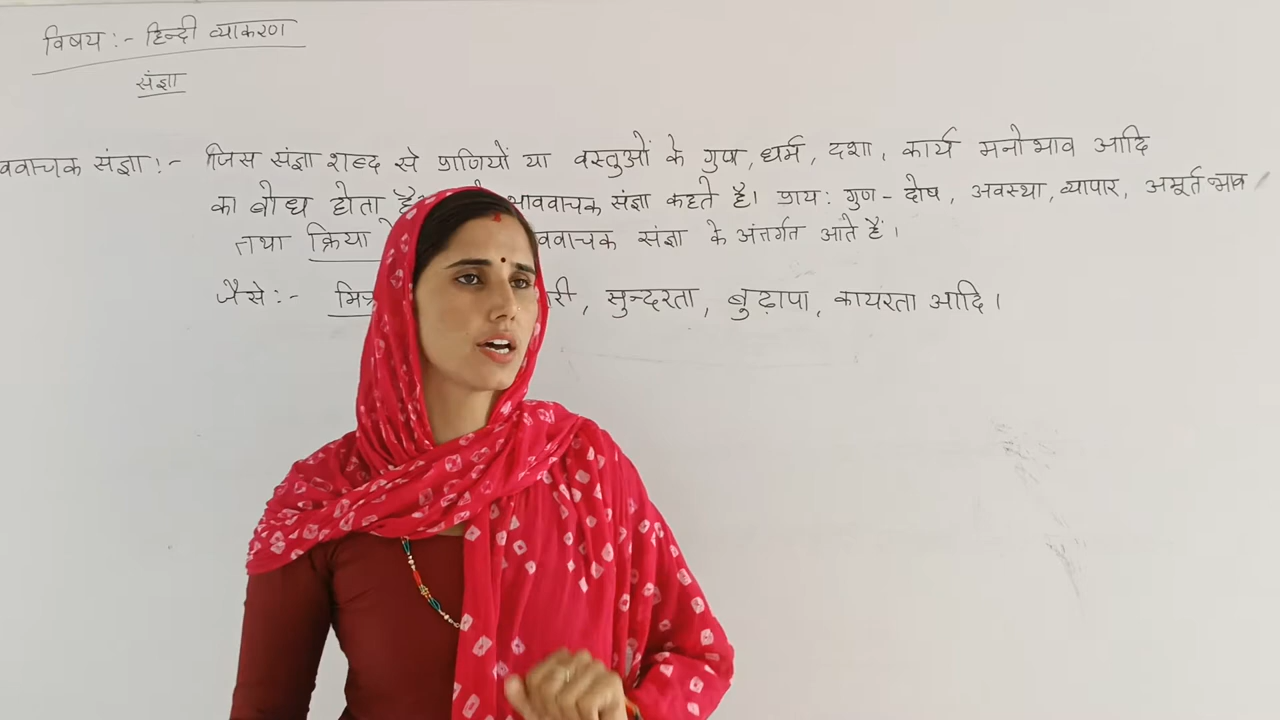 विषय :- हिन्दी व्याकरण
संज्ञा
ववाचक संज्ञा :- जिस संज्ञा शब्द से प्राणियों या वस्तुओं के गुण, धर्म, दशा, कार्य मनोभाव आदि
का बोध होता है भाववाचक संज्ञा कहते है। प्राय: गुण-दोष, अवस्था, व्यापार, अमूर्त भाव
तथा क्रिया ववाचक संज्ञा के अंतर्गत आते हैं।
जैसे :- मित्र री, सुन्दरता, बुढ़ापा, कायरता आदि।